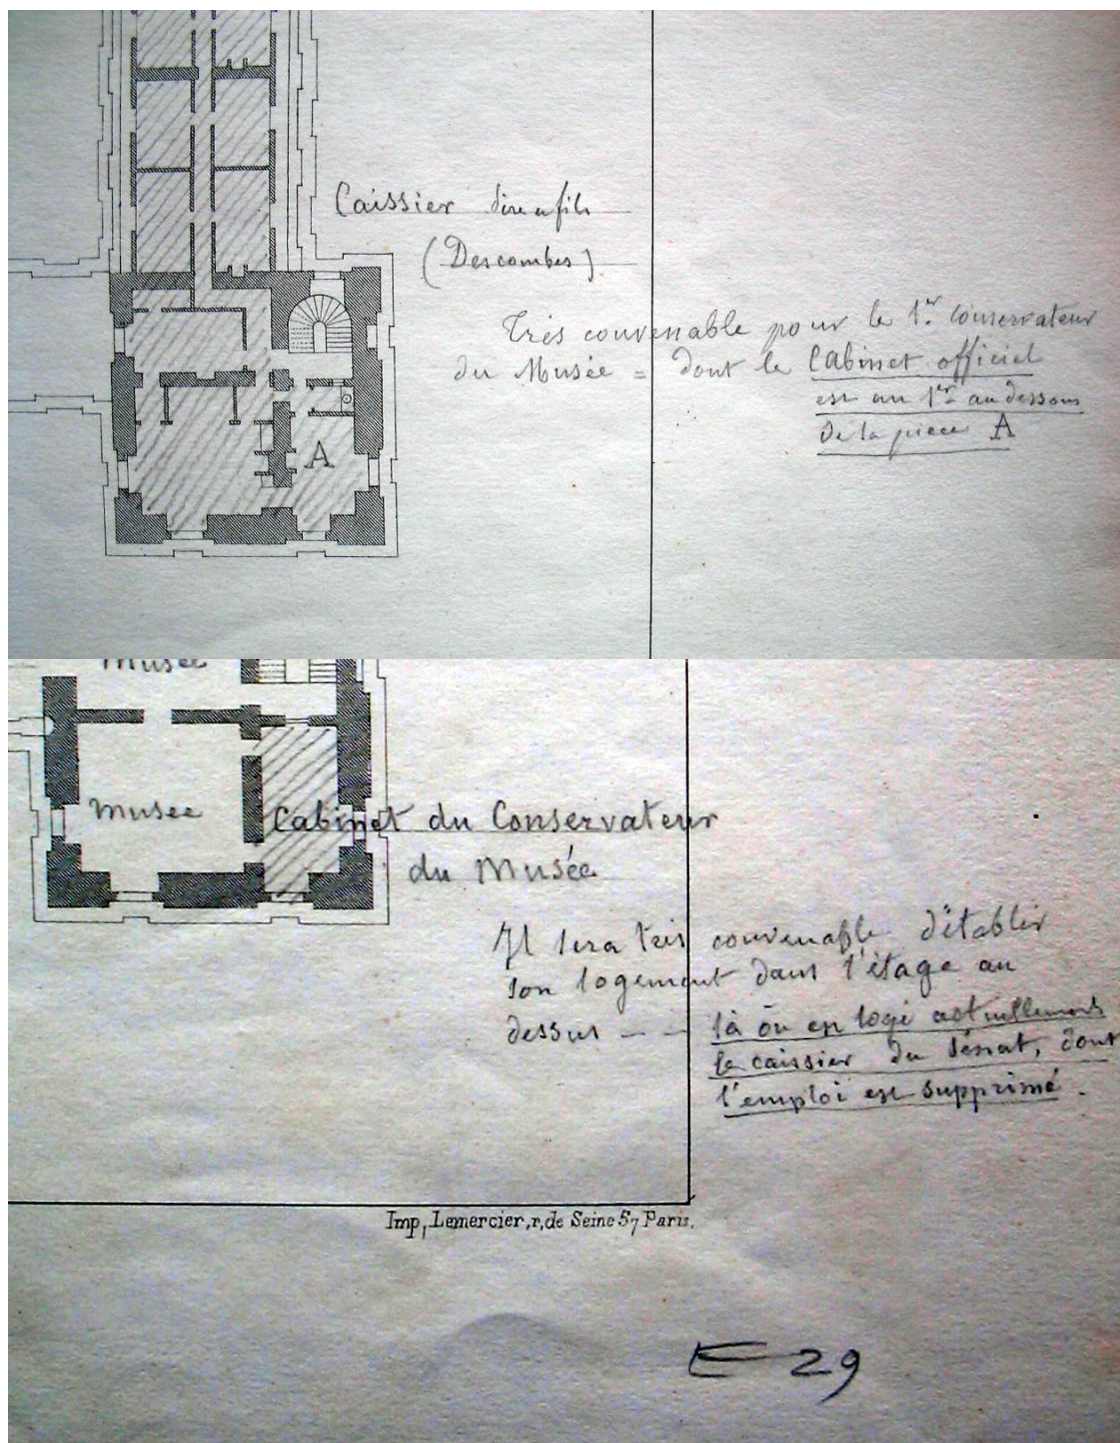 Caissier
(Descombes)
Très convenable pour le 1er Conservateur
du Musée = dont le Cabinet officiel
est au 1er au dessous
de la piece A
A
Musée
Musée
Cabinet du Conservateur
du Musée
Il sera très convenable d'établir
son logement dans l'étage au
dessus - - là où est logé actuellement
le caissier du Sénat, dont
l'emploi est supprimé.
Imp, Lemercier, r, de Seine 57 Paris.
E 29